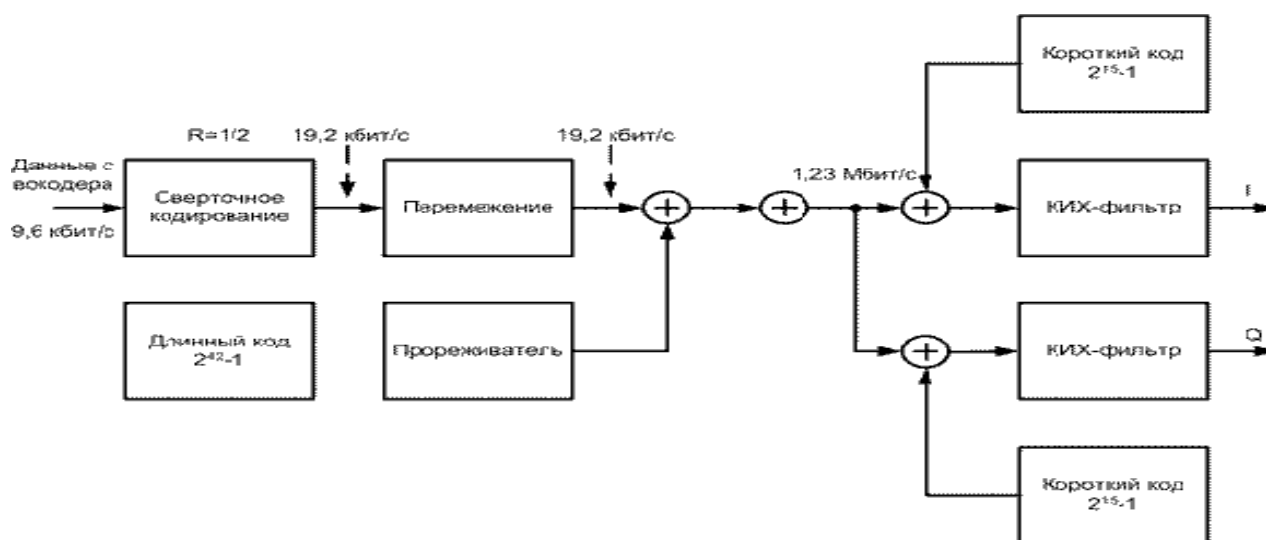 Короткий код
2¹⁵-1
R=1/2
19,2 кбит/с
19,2 кбит/с
Данные с
вокодера
9,6 кбит/с
Сверточное
кодирование
Перемежение
1,23 Мбит/с
КИХ-фильтр
I
Длинный код
2⁴²-1
Прореживатель
КИХ-фильтр
Q
Короткий код
2¹⁵-1